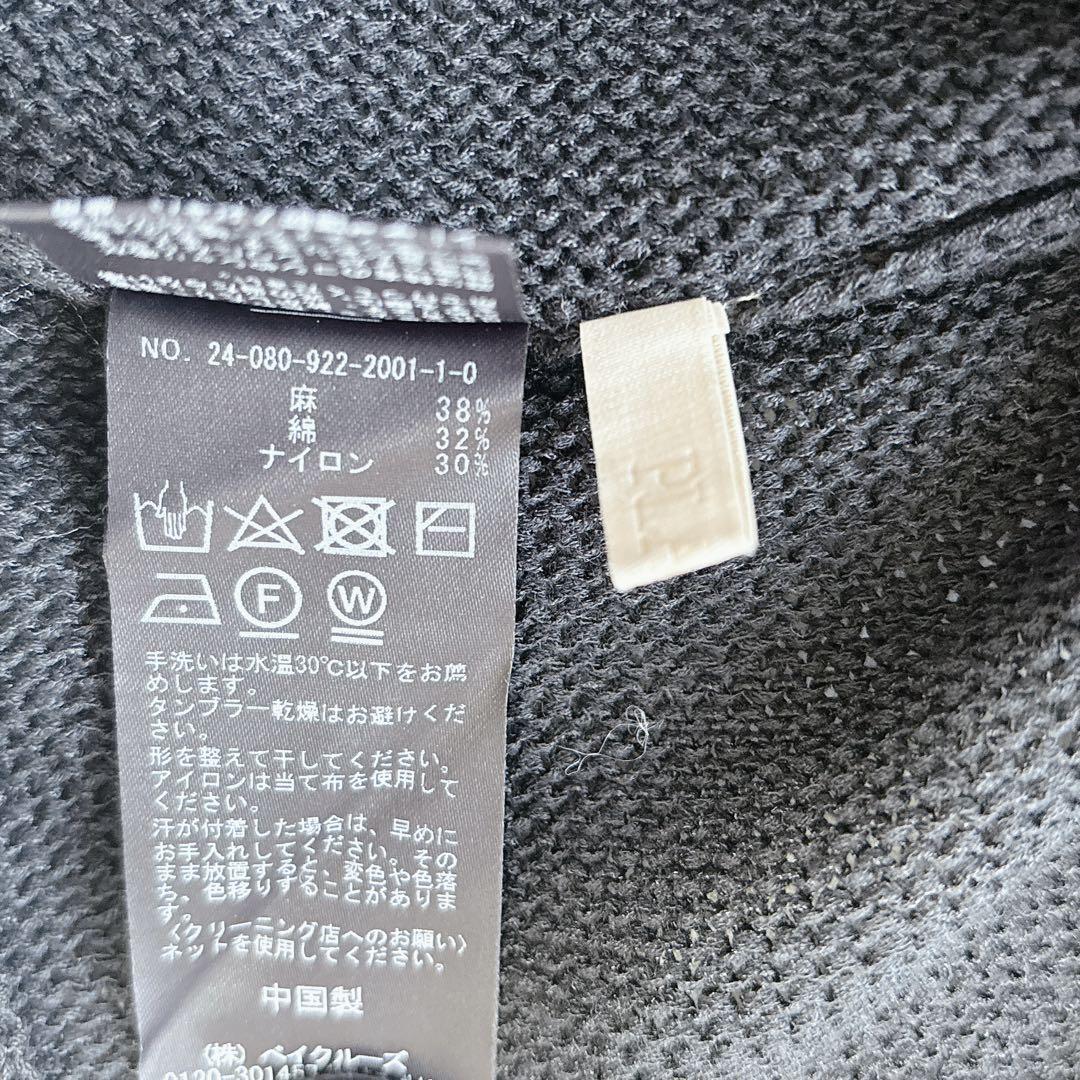 NO. 24-080-922-2001-1-0
麻 38%
綿 32%
ナイロン 30%
F W
手洗いは水温30℃以下をお薦
めします。
タンブラー乾燥はお避けくだ
さい。
形を整えて干してください。
アイロンは当て布を使用して
ください。
汗が付着した場合は、早めに
お手入れしてください。その
まま放置すると、変色や色落
ち、色移りすることがありま
す。
〈クリーニング店へのお願い〉
ネットを使用してください。
中国製
(株)ベイクルーズ